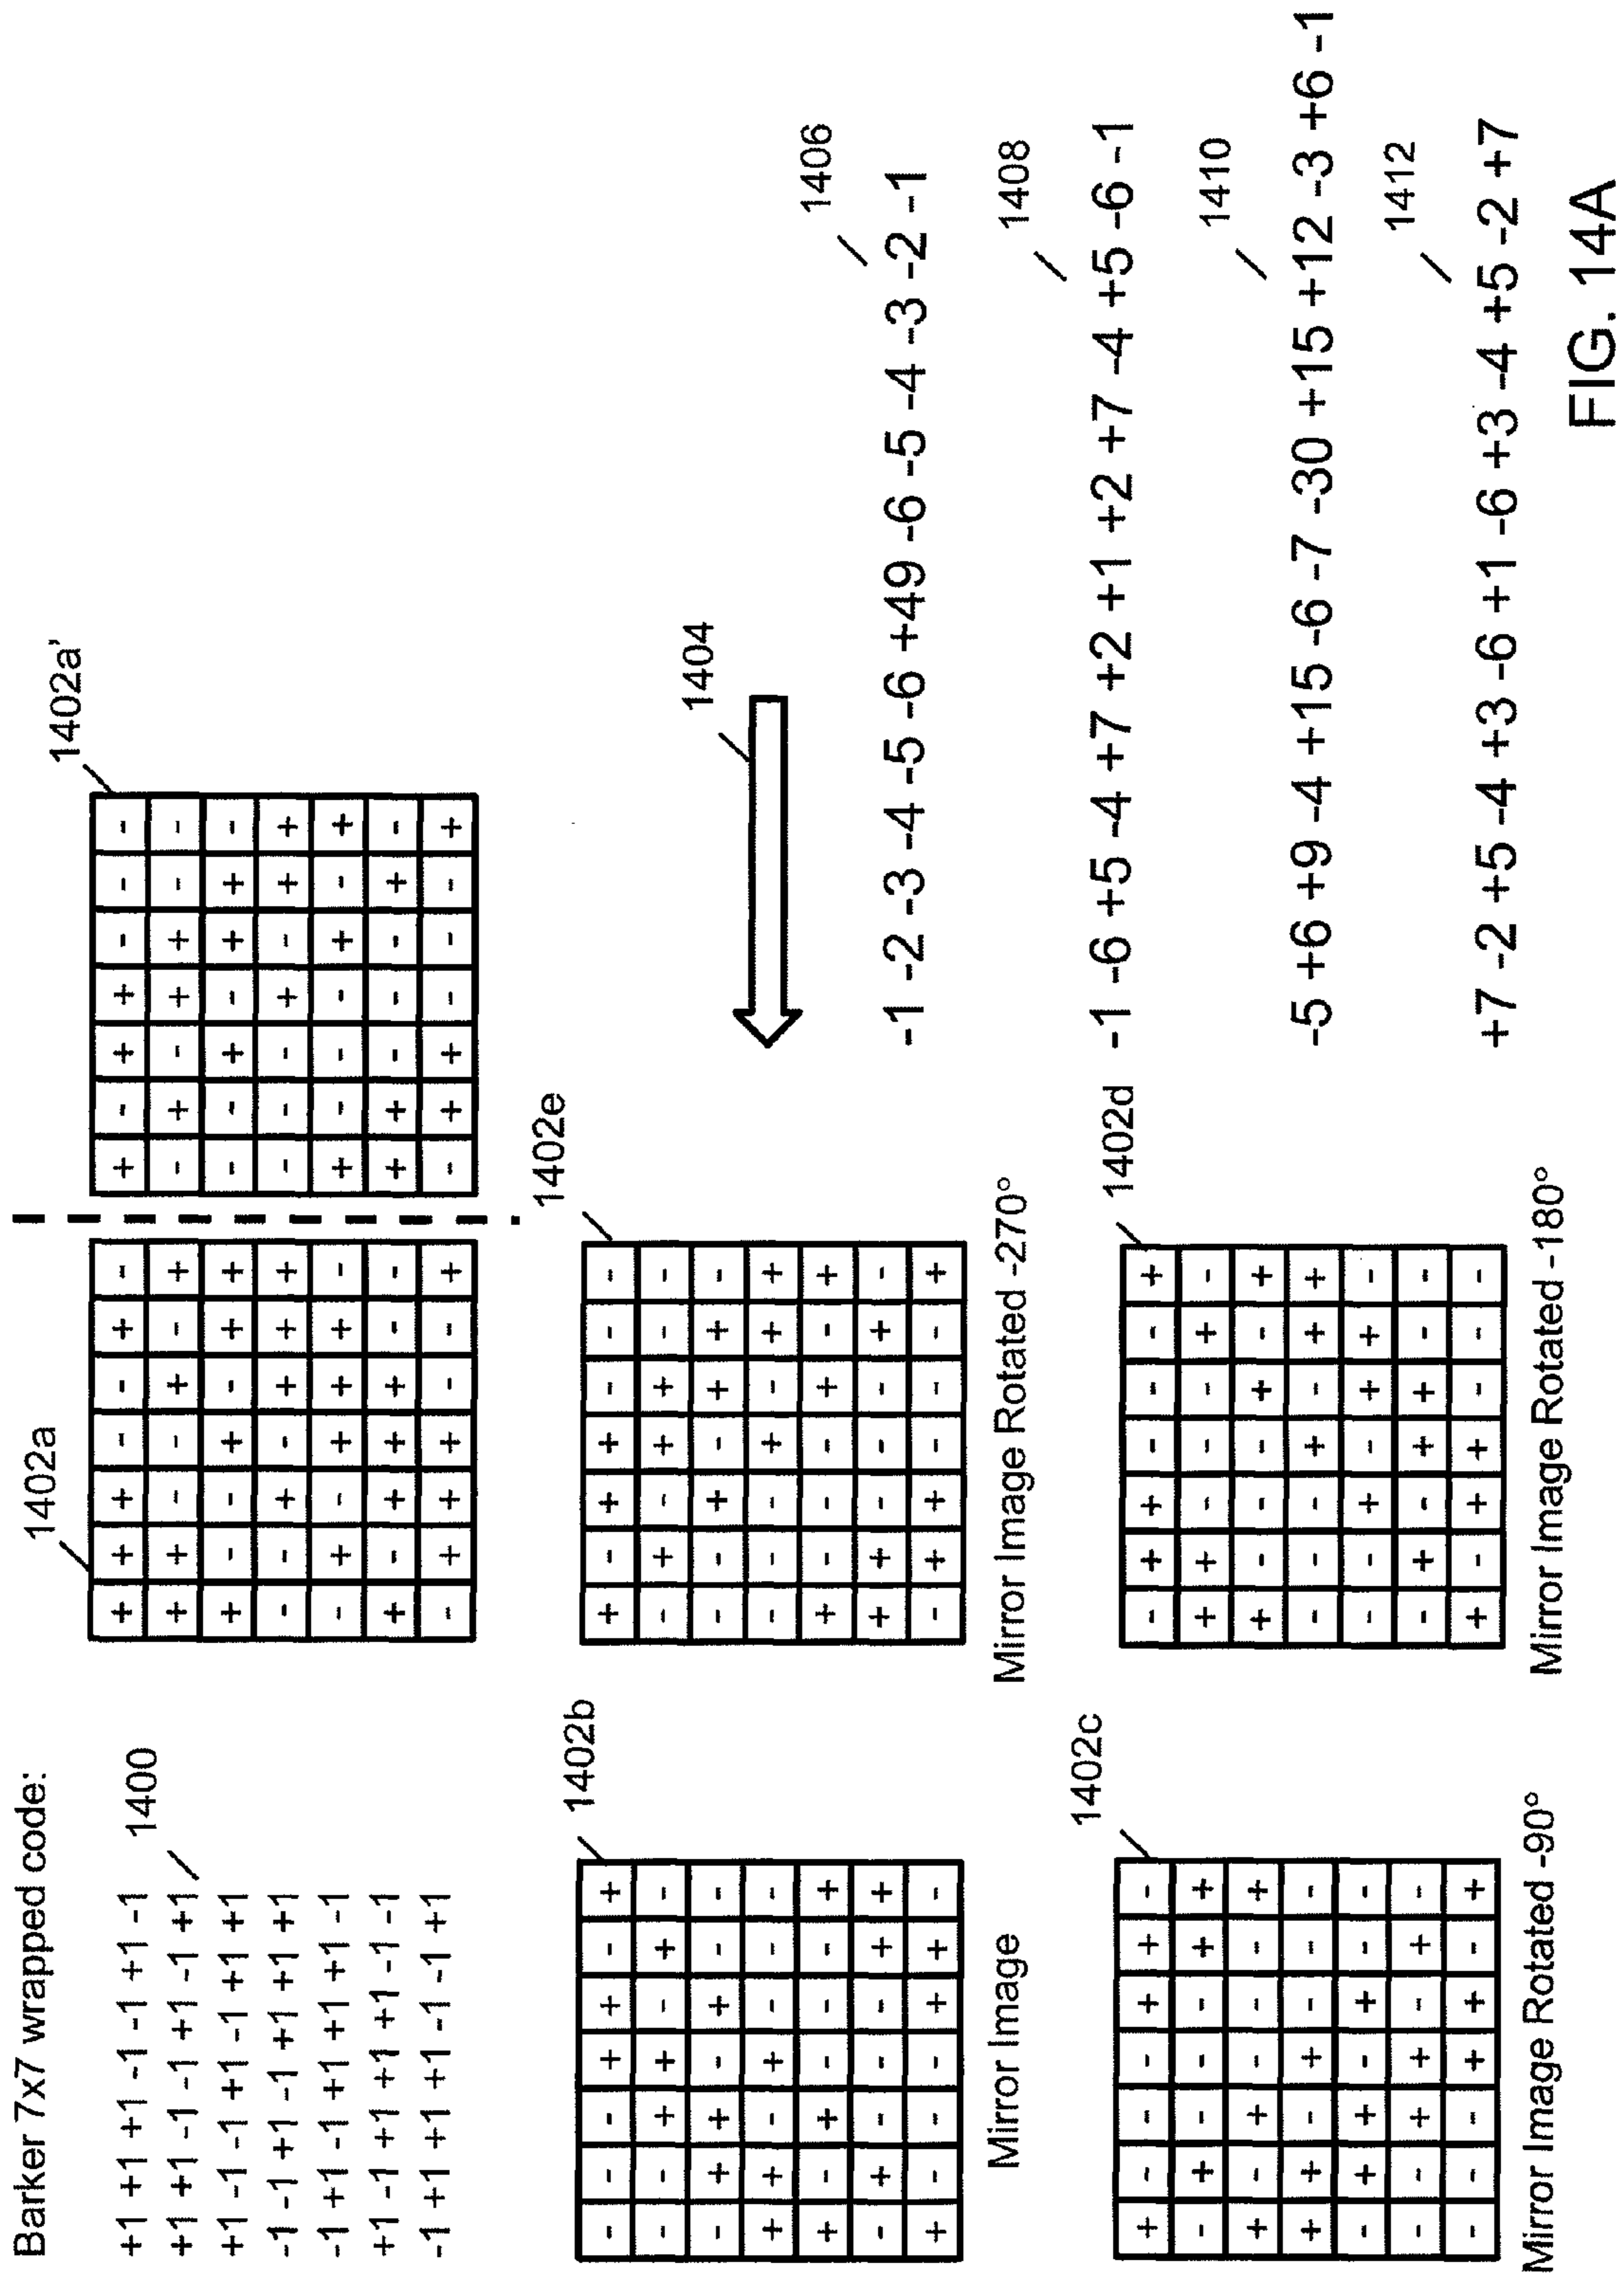 Barker 7x7 wrapped code:
1400
+1 +1 +1 -1 -1 +1 -1
+1 +1 -1 -1 +1 -1 +1
+1 -1 -1 +1 -1 +1 +1
-1 -1 +1 -1 +1 +1 +1
-1 +1 -1 +1 +1 +1 -1
+1 -1 +1 +1 +1 -1 -1
-1 +1 +1 +1 -1 -1 +1
1402a
+ + + - - + -
+ + - - + - +
+ - - + - + +
- - + - + + +
- + - + + + -
+ - + + + - -
- + + + - - +
1402a'
+ - + + - - -
- + - + + - -
- - + - + + -
- - - + - + +
+ - - - + - +
+ + - - - + -
- + + - - - +
1402b
- - - + + - +
- - + + - + -
- + + - + - -
+ + - + - - -
+ - + - - - +
- + - - - + +
+ - - - + + -
Mirror Image
1402e
+ - + + - - -
- + - + + - -
- - + - + + -
- - - + - + +
+ - - - + - +
+ + - - - + -
- + + - - - +
Mirror Image Rotated -270°
1404
1406
-1 -2 -3 -4 -5 -6 +49 -6 -5 -4 -3 -2 -1
1402c
+ - - - + + -
- + - - - + +
+ - + - - - +
+ + - + - - -
- + + - + - -
- - + + - + -
- - - + + - +
Mirror Image Rotated -90°
1402d
- + + - - - +
+ + - - - + -
+ - - - + - +
- - - + - + +
- - + - + + -
- + - + + - -
+ - + + - - -
Mirror Image Rotated -180°
1408
-1 -6 +5 -4 +7 +2 +1 +2 +7 -4 +5 -6 -1
1410
-5 +6 +9 -4 +15 -6 -7 -30 +15 +12 -3 +6 -1
1412
+7 -2 +5 -4 +3 -6 +1 -6 +3 -4 +5 -2 +7
FIG. 14A